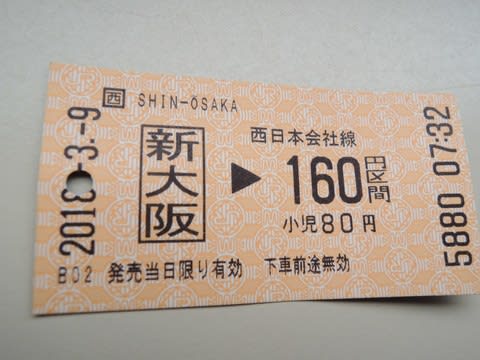 西 SHIN-OSAKA
2018.-3.-9
新大阪
西日本会社線
▶ 160円区間
小児80円
5880 07:32
B02 発売当日限り有効 下車前途無効